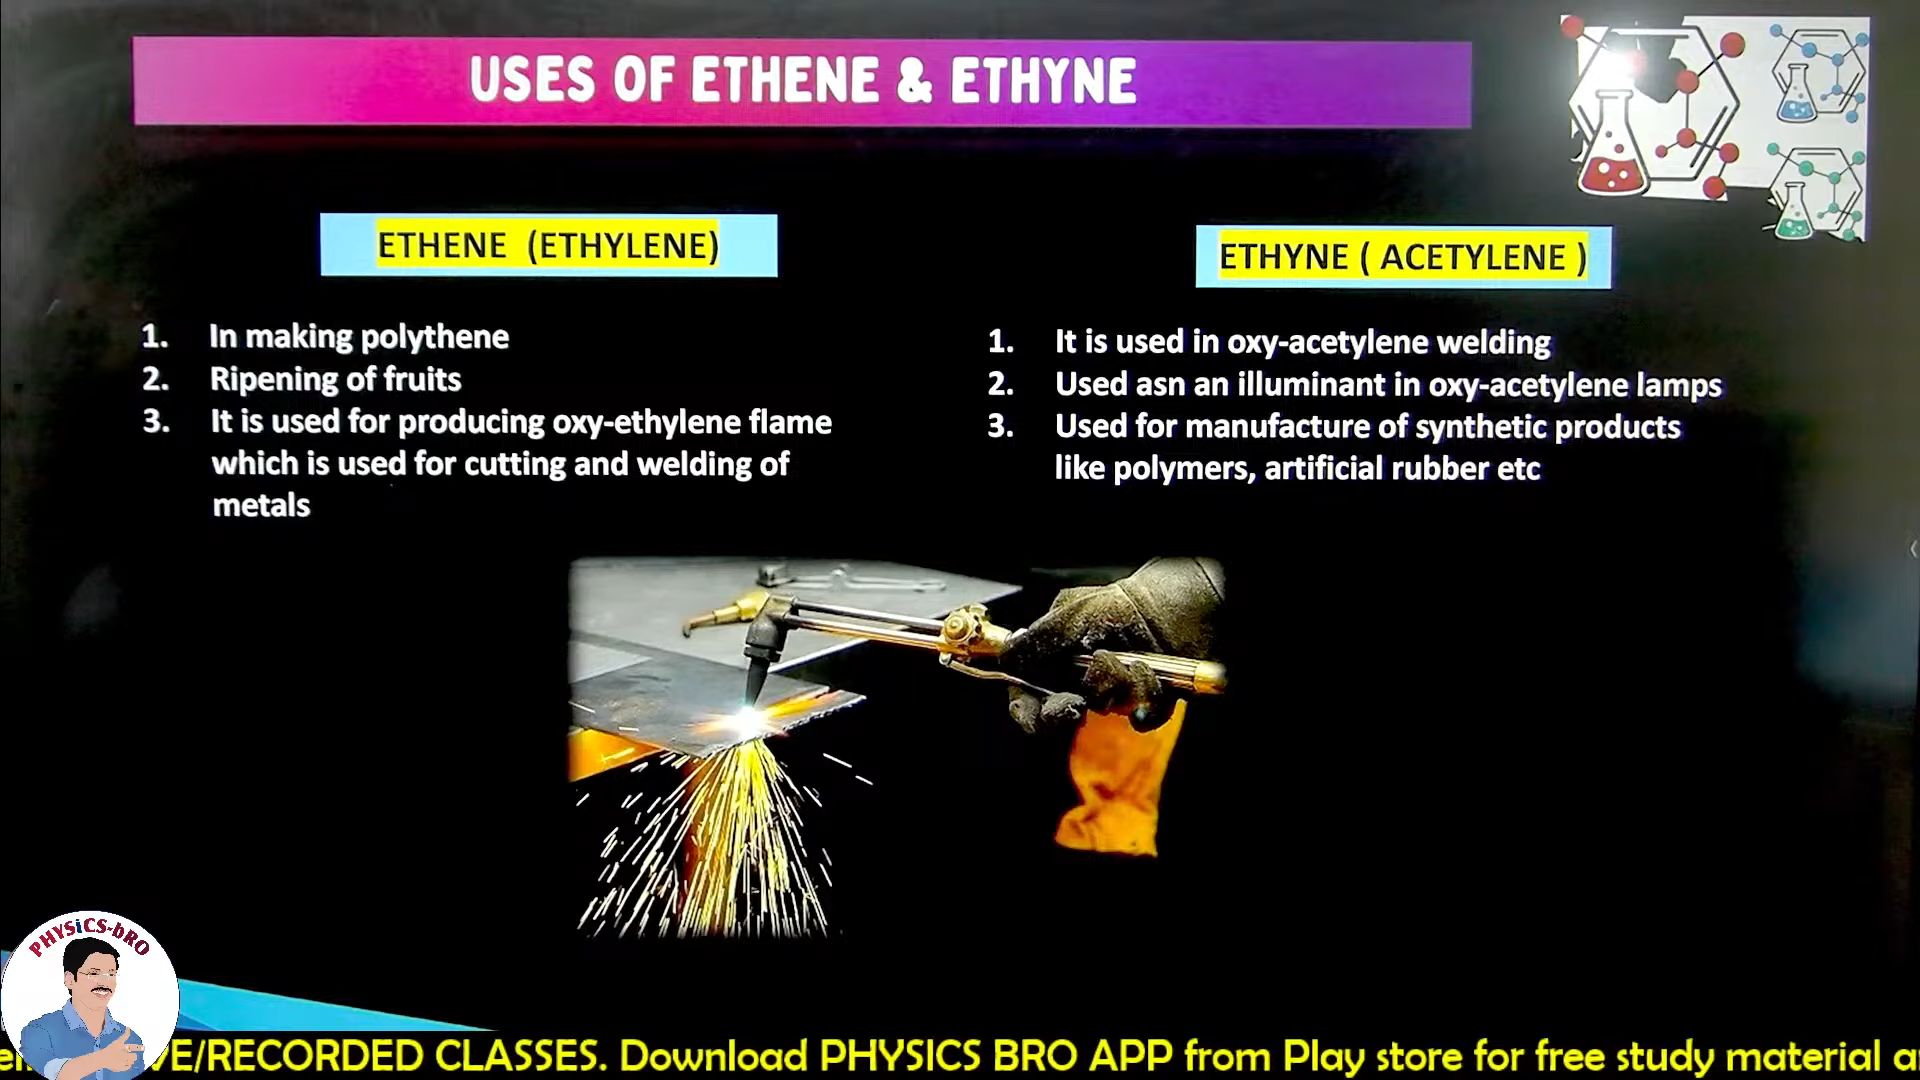 USES OF ETHENE & ETHYNE
ETHENE (ETHYLENE)
1. In making polythene
2. Ripening of fruits
3. It is used for producing oxy-ethylene flame
which is used for cutting and welding of
metals
ETHYNE ( ACETYLENE )
1. It is used in oxy-acetylene welding
2. Used asn an illuminant in oxy-acetylene lamps
3. Used for manufacture of synthetic products
like polymers, artificial rubber etc
PHYSiCS-bRO
VE/RECORDED CLASSES. Download PHYSICS BRO APP from Play store for free study material a